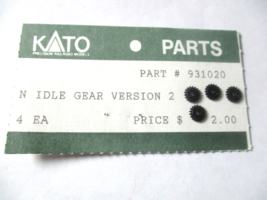 KATO
PRECISION RAILROAD MODELS
PARTS
PART # 931020
N IDLE GEAR VERSION 2
4 EA PRICE $ 2.00